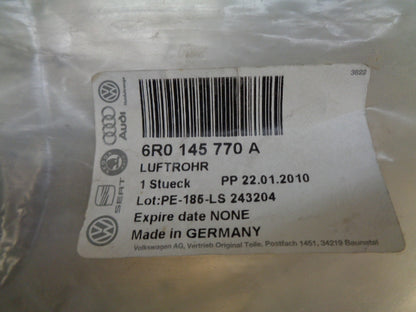 3622
6R0 145 770 A
LUFTROHR
1 Stueck PP 22.01.2010
Lot:PE-185-LS 243204
Expire date NONE
Made in GERMANY
Volkswagen AG, Vertrieb Original Teile, Postfach 1451, 34219 Baunatal
Audi
SEAT